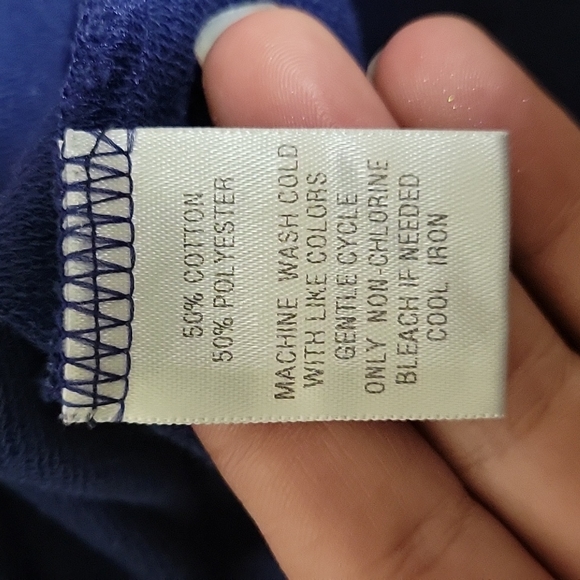 50% COTTON
50% POLYESTER
MACHINE WASH COLD
WITH LIKE COLORS
GENTLE CYCLE
ONLY NON-CHLORINE
BLEACH IF NEEDED
COOL IRON